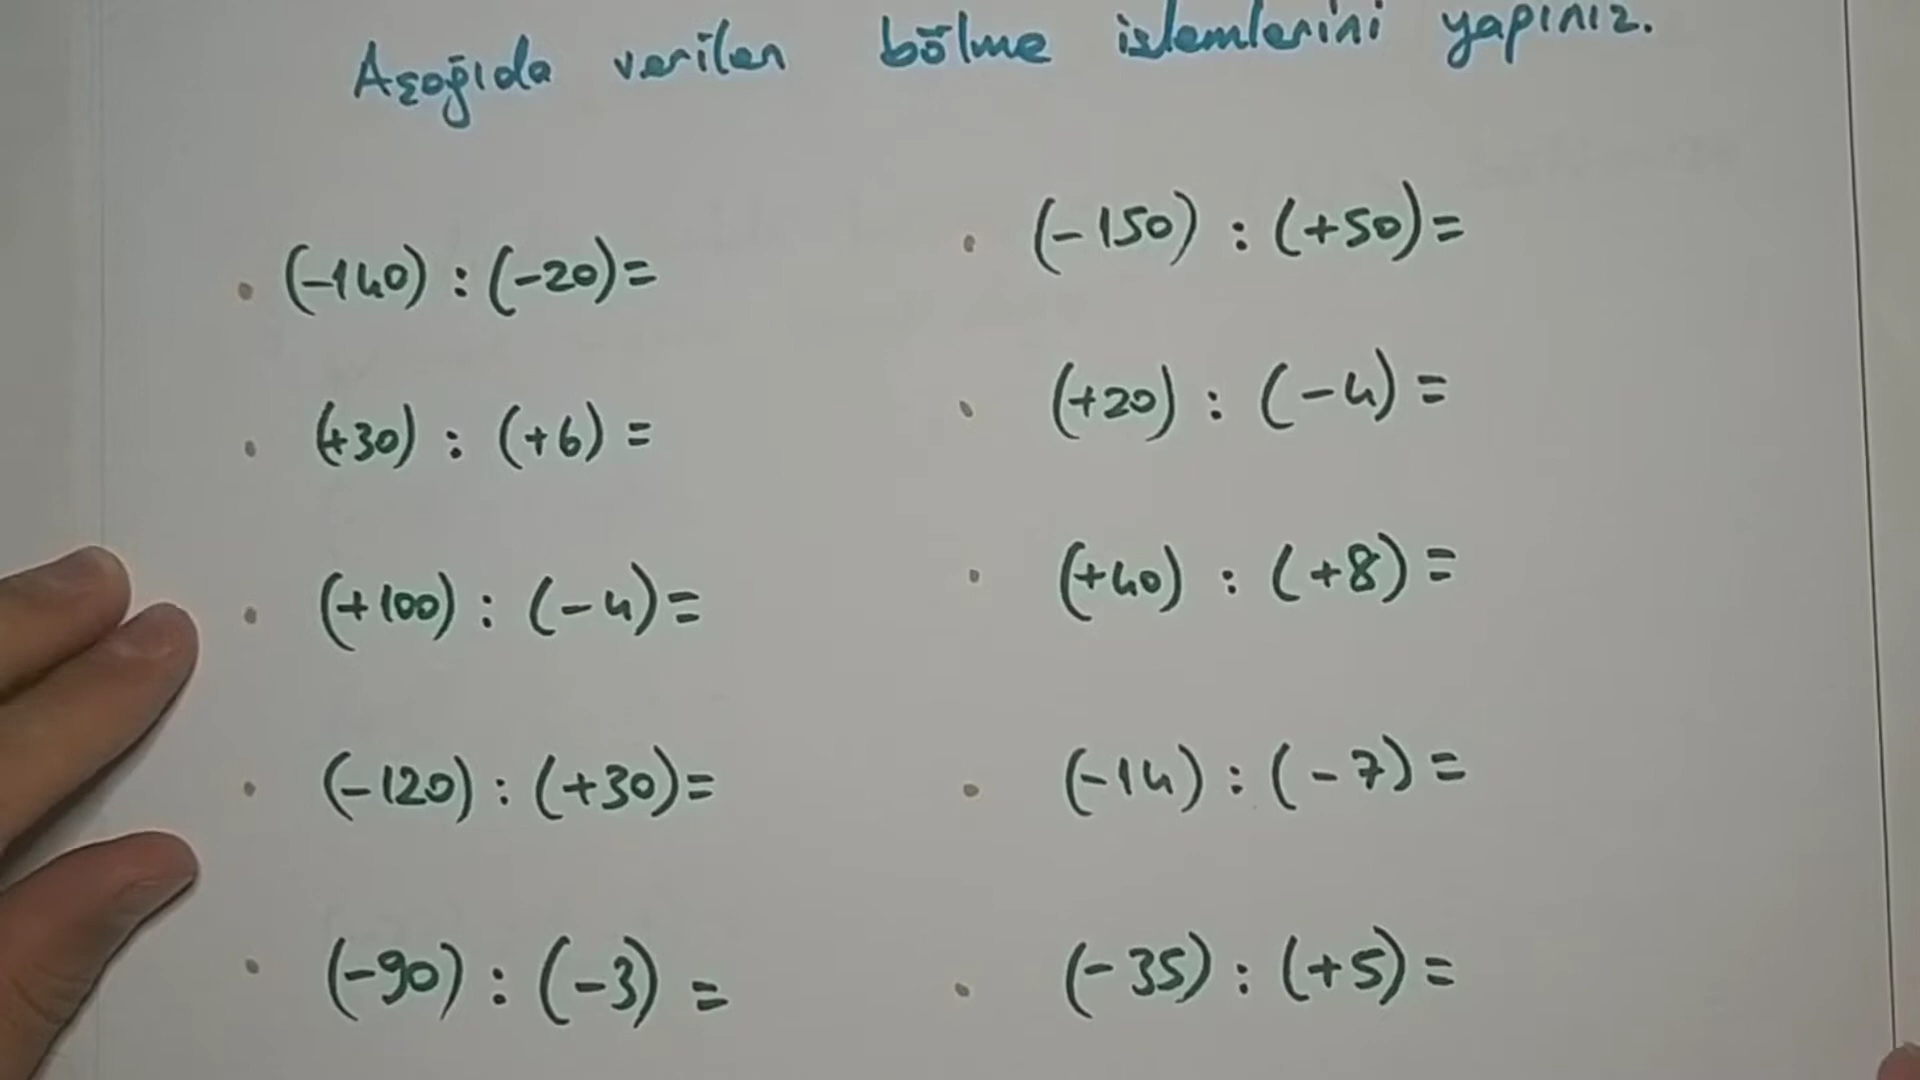 Aşağıda verilen bölme işlemlerini yapınız.
• (-140) : (-20)=
• (+30) : (+6) =
• (+100) : (-4)=
• (-120) : (+30)=
• (-90) : (-3) =
• (-150) : (+50)=
• (+20) : (-4) =
• (+40) : (+8) =
• (-14) : (-7) =
• (-35) : (+5) =